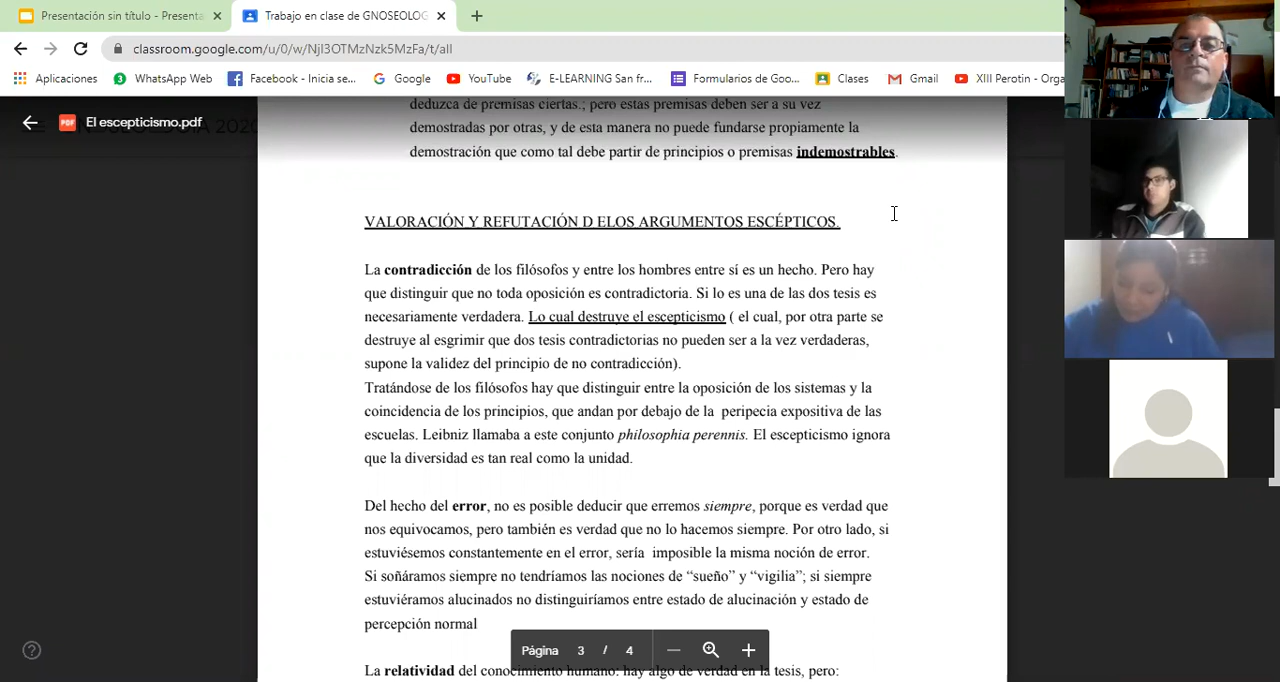 Presentación sin título - Presenta
Trabajo en clase de GNOSEOLOG
classroom.google.com/u/0/w/NjI3OTMzNzk5MzFa/t/all
Aplicaciones
WhatsApp Web
Facebook - Inicia se...
Google
YouTube
E-LEARNING San fr...
Formularios de Goo...
Clases
Gmail
XIII Perotin - Orga
El escepticismo.pdf
deduzca de premisas ciertas.; pero estas premisas deben ser a su vez
demostradas por otras, y de esta manera no puede fundarse propiamente la
demostración que como tal debe partir de principios o premisas indemostrables.
VALORACIÓN Y REFUTACIÓN D ELOS ARGUMENTOS ESCÉPTICOS.
La contradicción de los filósofos y entre los hombres entre sí es un hecho. Pero hay
que distinguir que no toda oposición es contradictoria. Si lo es una de las dos tesis es
necesariamente verdadera. Lo cual destruye el escepticismo ( el cual, por otra parte se
destruye al esgrimir que dos tesis contradictorias no pueden ser a la vez verdaderas,
supone la validez del principio de no contradicción).
Tratándose de los filósofos hay que distinguir entre la oposición de los sistemas y la
coincidencia de los principios, que andan por debajo de la peripecia expositiva de las
escuelas. Leibniz llamaba a este conjunto philosophia perennis. El escepticismo ignora
que la diversidad es tan real como la unidad.
Del hecho del error, no es posible deducir que erremos siempre, porque es verdad que
nos equivocamos, pero también es verdad que no lo hacemos siempre. Por otro lado, si
estuviésemos constantemente en el error, sería imposible la misma noción de error.
Si soñáramos siempre no tendríamos las nociones de “sueño” y “vigilia”; si siempre
estuviéramos alucinados no distinguiríamos entre estado de alucinación y estado de
percepción normal
Página 3 / 4
La relatividad del conocimiento humano: hay algo de verdad en la tesis, pero: